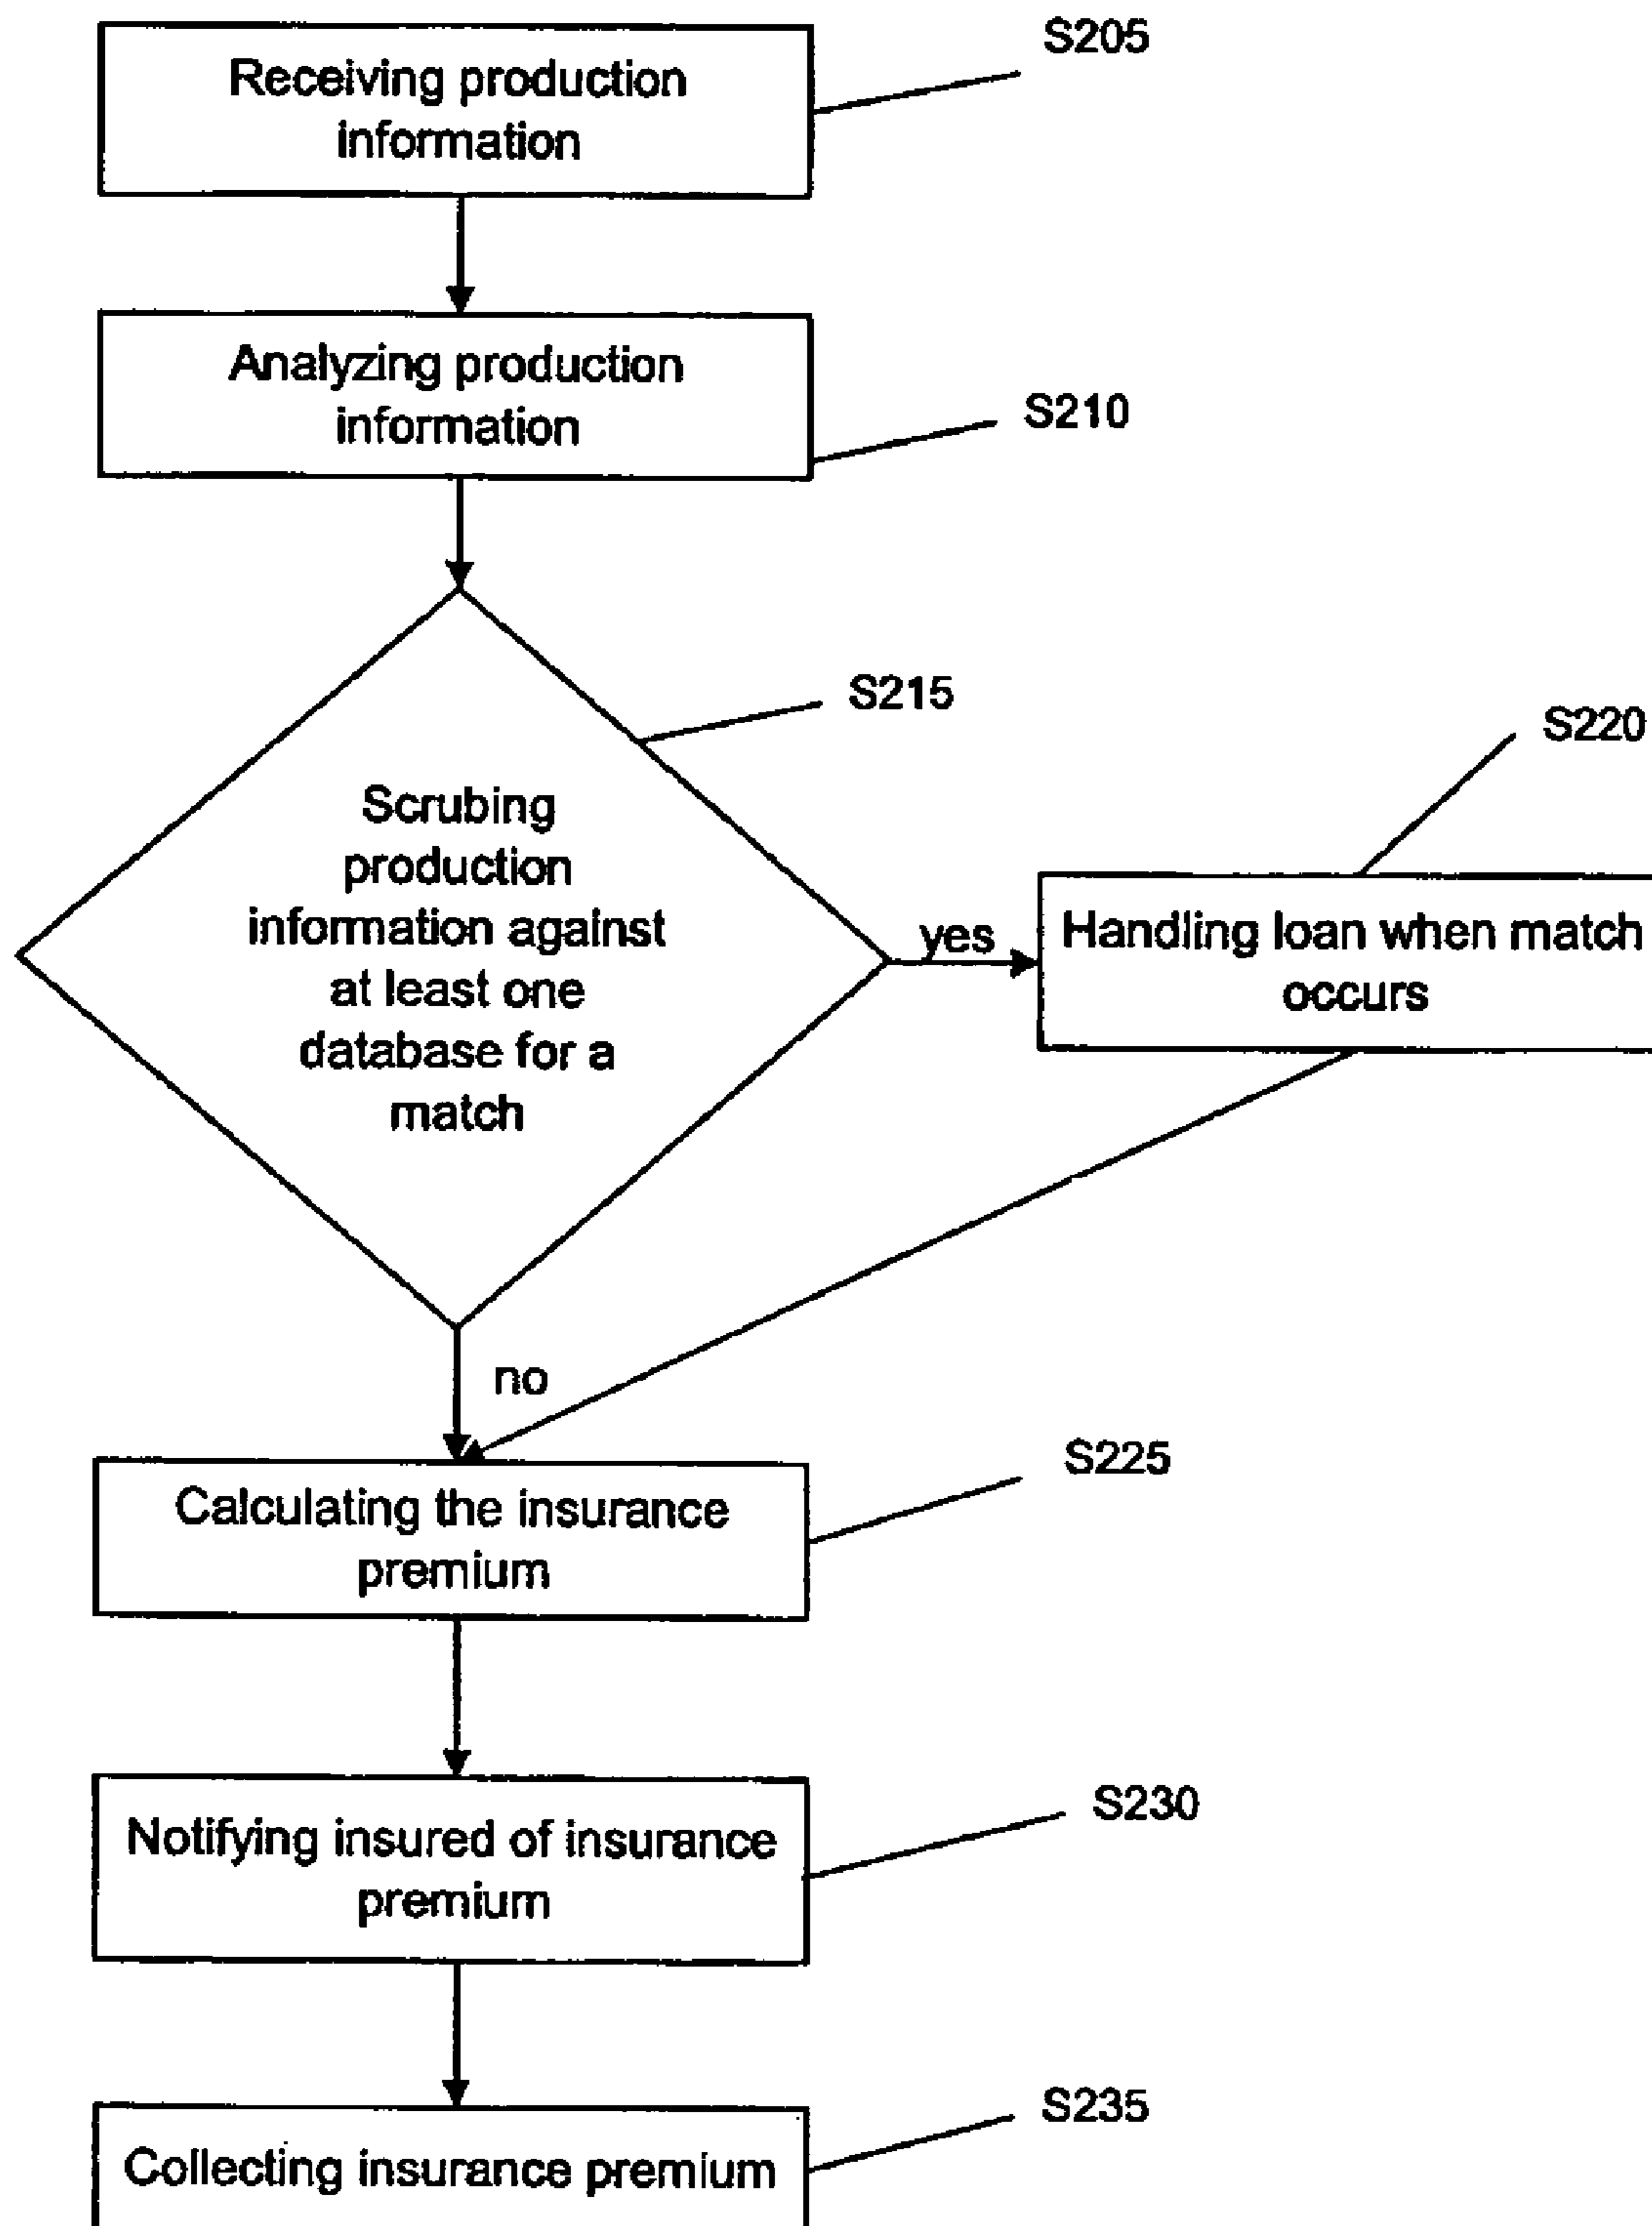 S205
Receiving production
information
Analyzing production
information
S210
S215
S220
Scrubing
production
information against
at least one
database for a
match
yes
Handling loan when match
occurs
no
S225
Calculating the insurance
premium
S230
Notifying insured of insurance
premium
S235
Collecting insurance premium